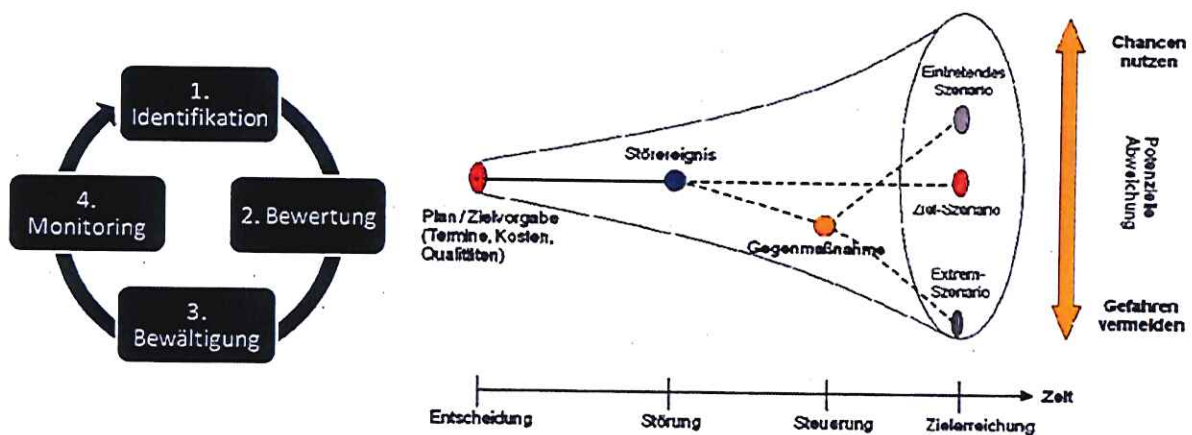 1.
Identifikation
2. Bewertung
3.
Bewältigung
4.
Monitoring
Plan / Zielvorgabe
(Termine, Kosten,
Qualitäten)
Störereignis
Gegenmaßnahme
Eintretendes
Szenario
Ziel-Szenario
Extrem-
Szenario
Chancen
nutzen
Potenziele
Abweichung
Gefahren
vermeiden
Zeit
Entscheidung
Störung
Steuerung
Zielerreichung